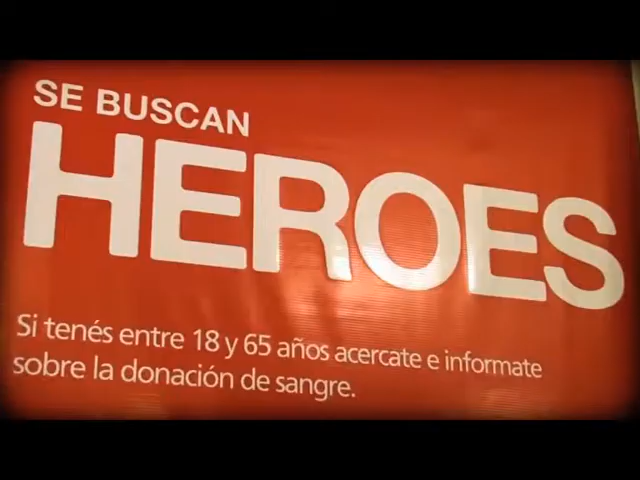 SE BUSCAN
HEROES
Si tenés entre 18 y 65 años acercate e informate
sobre la donación de sangre.